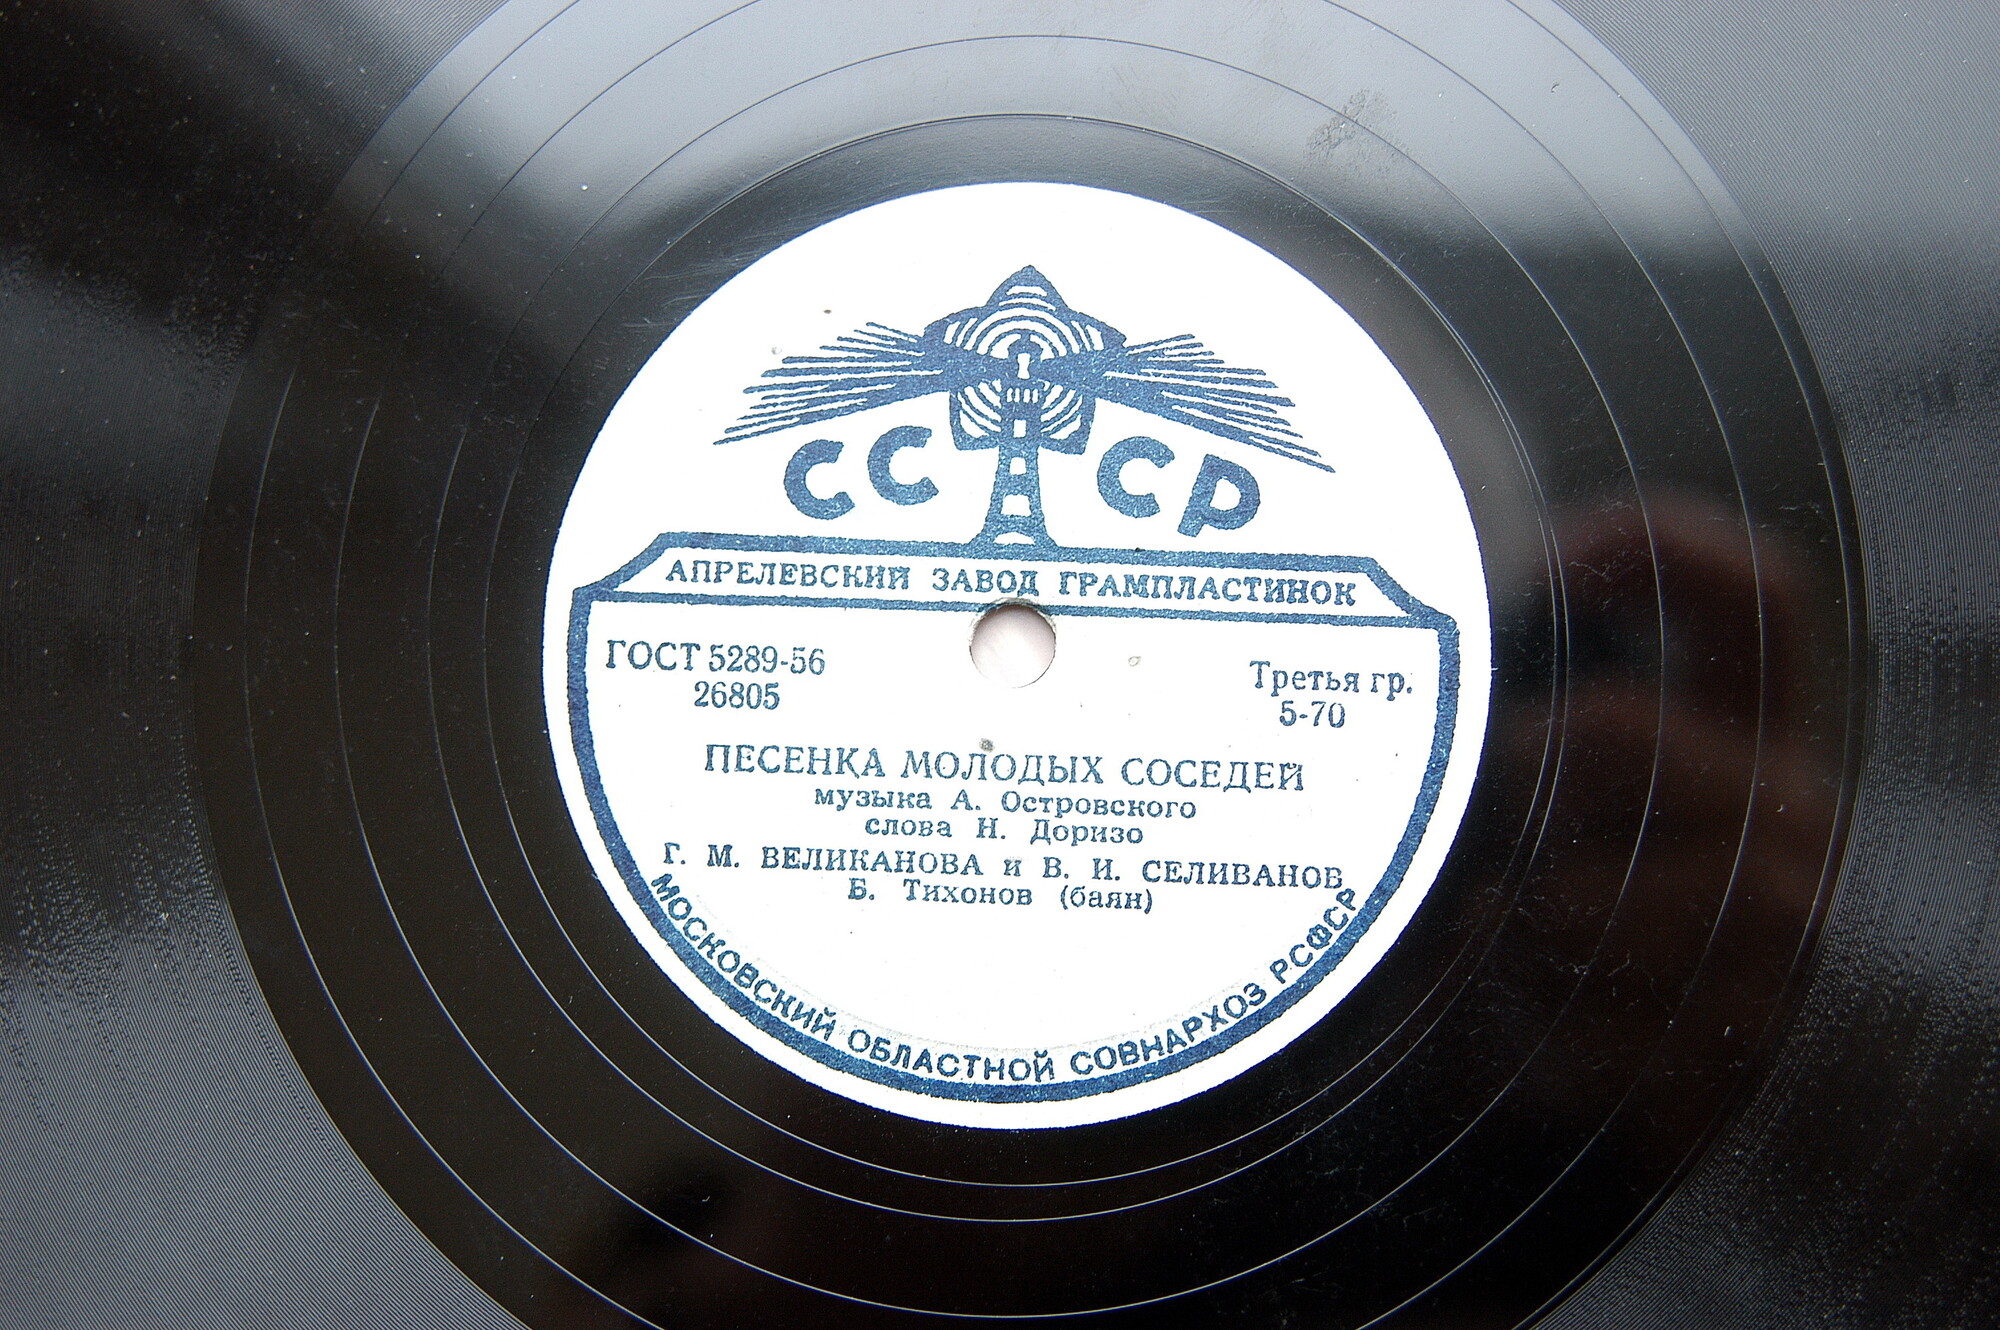 СССР
АПРЕЛЕВСКИЙ ЗАВОД ГРАМПЛАСТИНОК
ГОСТ 5289-56
26805
Третья гр.
5-70
ПЕСЕНКА МОЛОДЫХ СОСЕДЕЙ
музыка А. Островского
слова Н. Доризо
Г. М. ВЕЛИКАНОВА и В. И. СЕЛИВАНОВ
Б. Тихонов (баян)
МОСКОВСКИЙ ОБЛАСТНОЙ СОВНАРХОЗ РСФСР